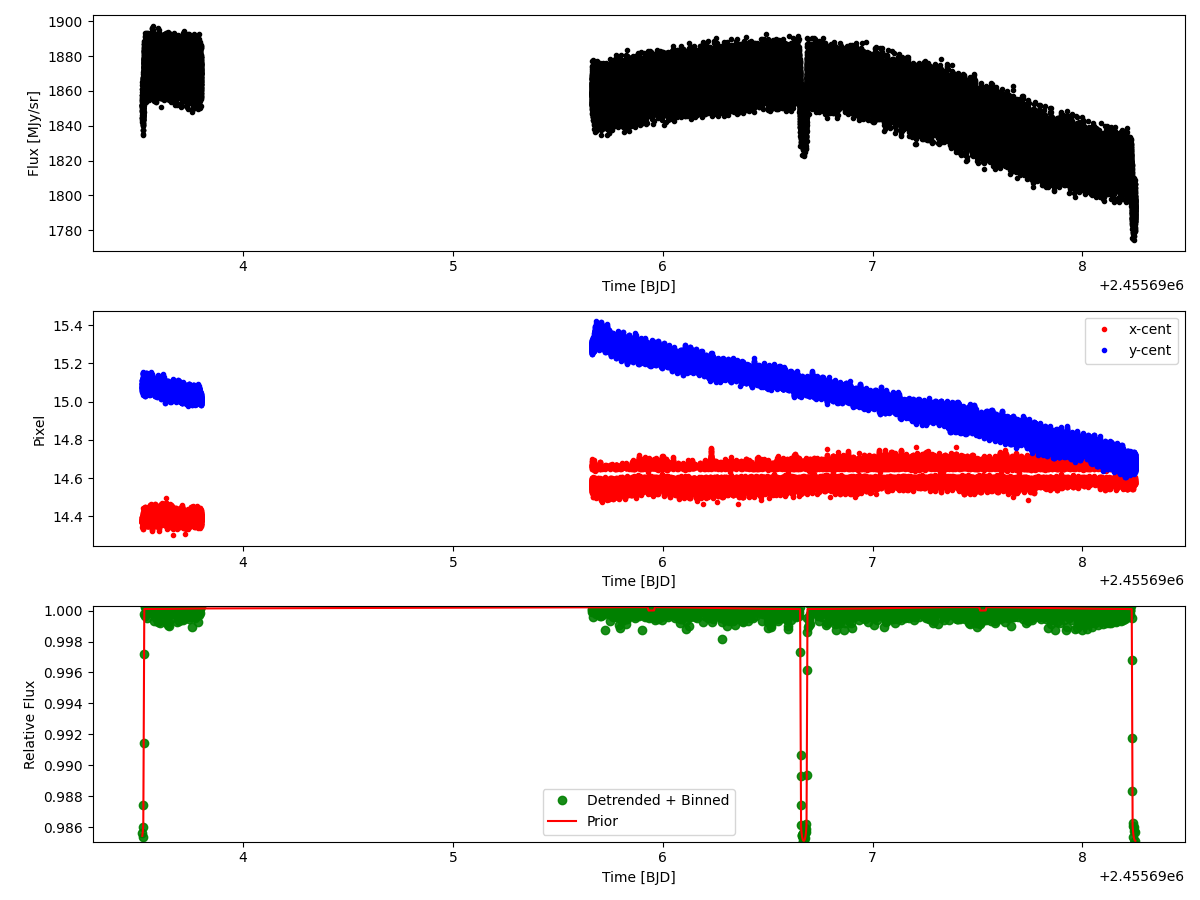 1900
1880
1860
1840
1820
1800
1780
Flux [MJy/sr]
4
5
6
7
8
Time [BJD]
+2.45569e6
15.4
15.2
15.0
14.8
14.6
14.4
Pixel
x-cent
y-cent
4
5
6
7
8
Time [BJD]
+2.45569e6
1.000
0.998
0.996
0.994
0.992
0.990
0.988
0.986
Relative Flux
Detrended + Binned
Prior
4
5
6
7
8
Time [BJD]
+2.45569e6